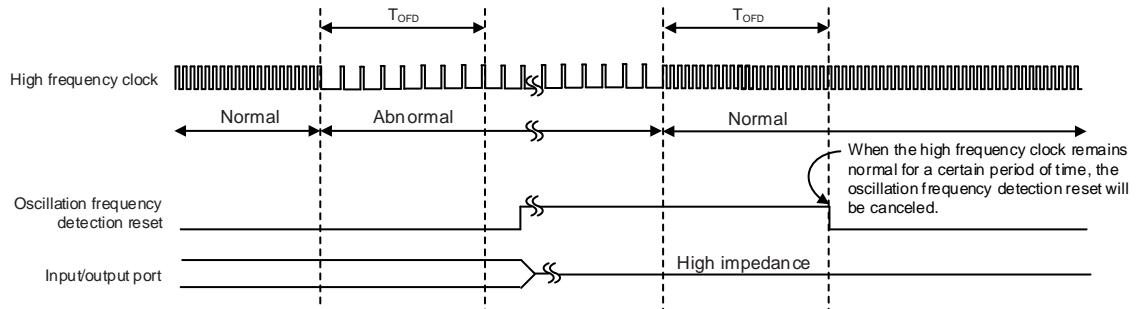 TOFD
TOFD
High frequency clock
Normal
Abnormal
Normal
When the high frequency clock remains
normal for a certain period of time, the
oscillation frequency detection reset will
be canceled.
Oscillation frequency
detection reset
Input/output port
High impedance